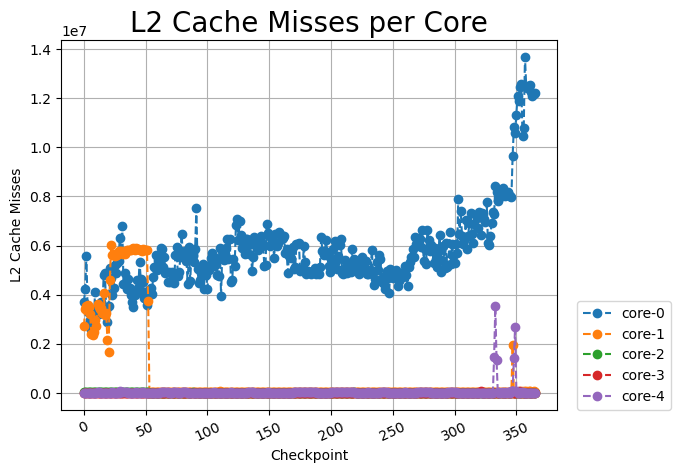 L2 Cache Misses per Core
1e7
1.4
1.2
1.0
0.8
0.6
0.4
0.2
0.0
L2 Cache Misses
0
50
100
150
200
250
300
350
Checkpoint
core-0
core-1
core-2
core-3
core-4